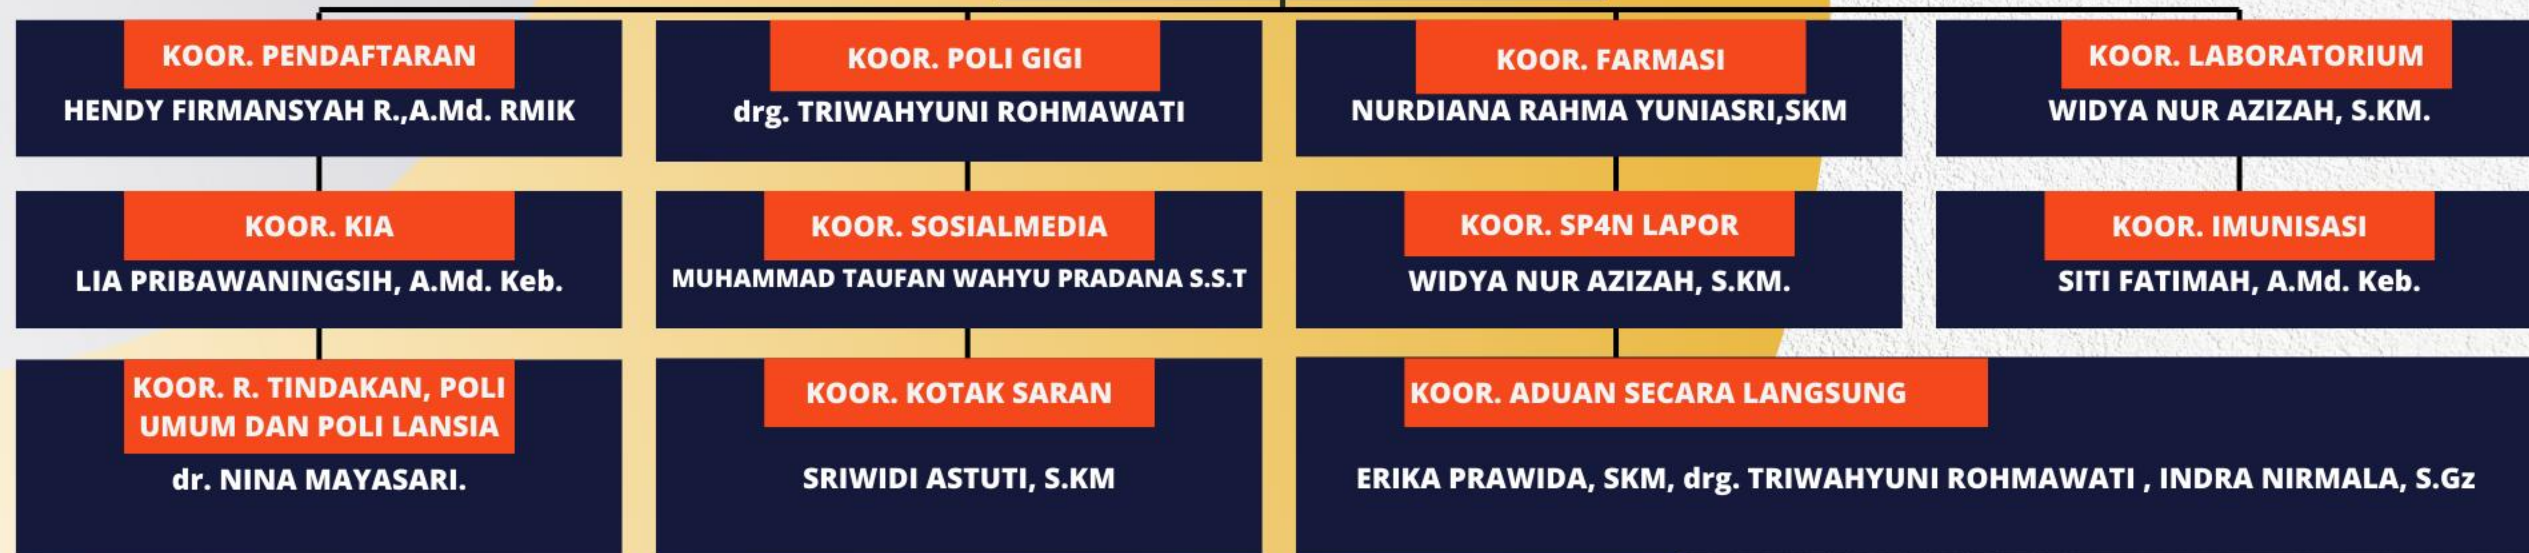 KOOR. PENDAFTARAN
HENDY FIRMANSYAH R.,A.Md. RMIK
KOOR. POLI GIGI
drg. TRIWAHYUNI ROHMAWATI
KOOR. FARMASI
NURDIANA RAHMA YUNIASRI,SKM
KOOR. LABORATORIUM
WIDYA NUR AZIZAH, S.KM.
KOOR. KIA
LIA PRIBAWANINGSIH, A.Md. Keb.
KOOR. SOSIALMEDIA
MUHAMMAD TAUFAN WAHYU PRADANA S.S.T
KOOR. SP4N LAPOR
WIDYA NUR AZIZAH, S.KM.
KOOR. IMUNISASI
SITI FATIMAH, A.Md. Keb.
KOOR. R. TINDAKAN, POLI
UMUM DAN POLI LANSIA
dr. NINA MAYASARI.
KOOR. KOTAK SARAN
SRIWIDI ASTUTI, S.KM
KOOR. ADUAN SECARA LANGSUNG
ERIKA PRAWIDA, SKM, drg. TRIWAHYUNI ROHMAWATI , INDRA NIRMALA, S.Gz